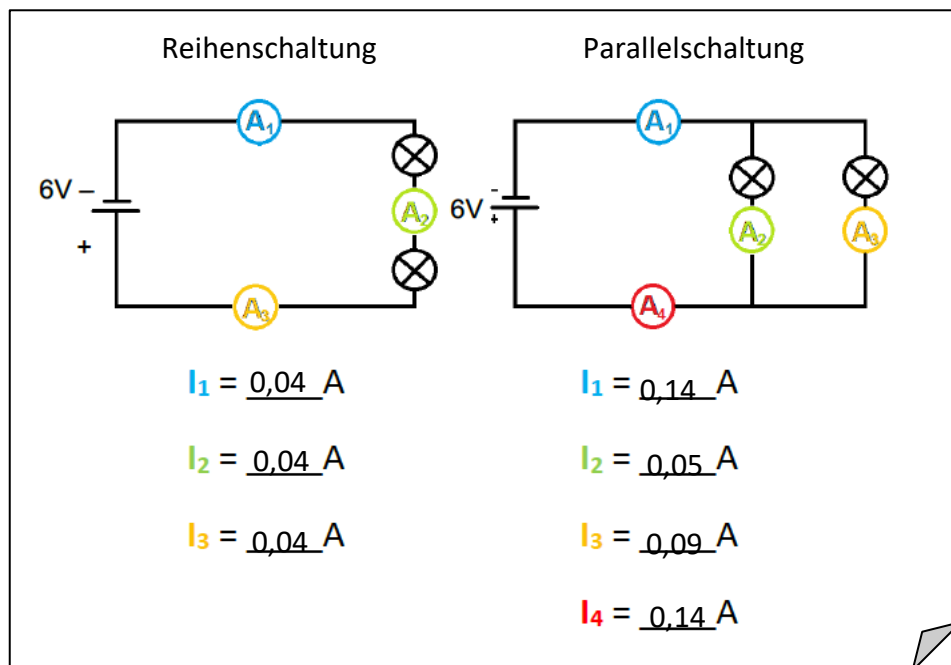 Reihenschaltung
Parallelschaltung
A₁
6V –
+
A₂
A₃
A₁
6V -
+
A₂
A₃
A₄
I₁ = 0,04 A
I₂ = 0,04 A
I₃ = 0,04 A
I₁ = 0,14 A
I₂ = 0,05 A
I₃ = 0,09 A
I₄ = 0,14 A